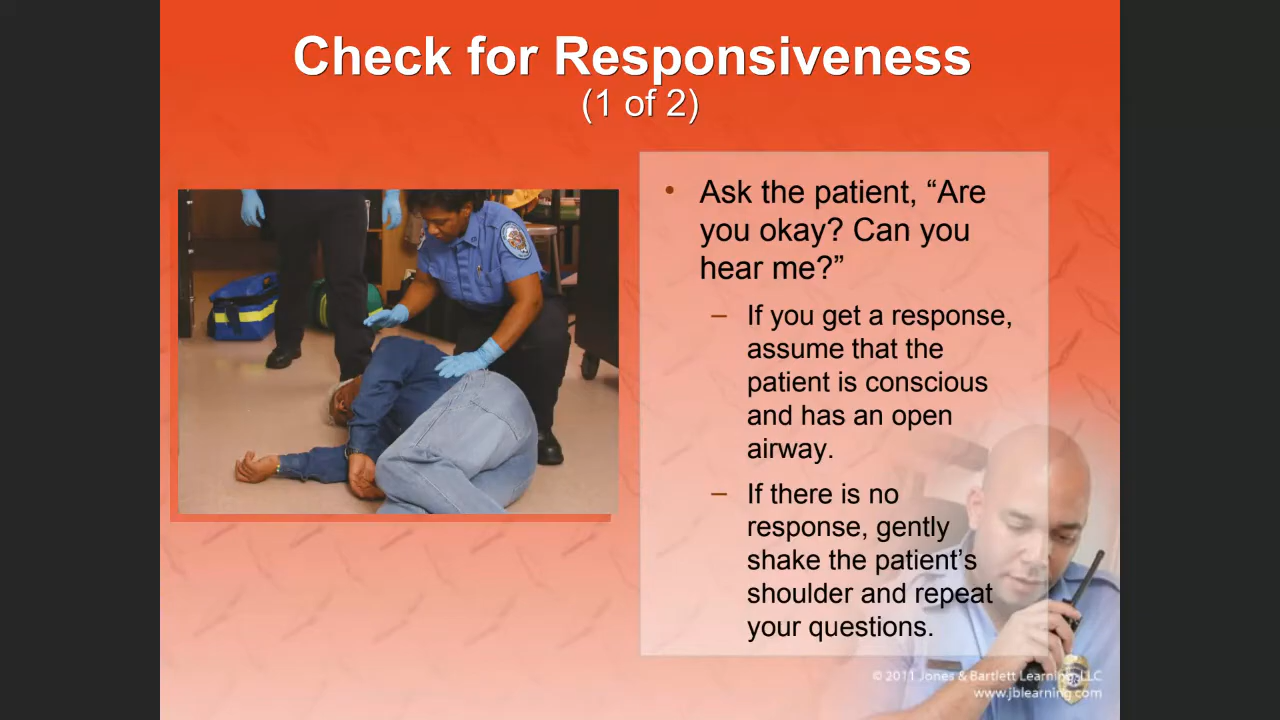 Check for Responsiveness
(1 of 2)
• Ask the patient, “Are
you okay? Can you
hear me?”
– If you get a response,
assume that the
patient is conscious
and has an open
airway.
– If there is no
response, gently
shake the patient’s
shoulder and repeat
your questions.
© 2011 Jones & Bartlett Learning, LLC
www.jblearning.com